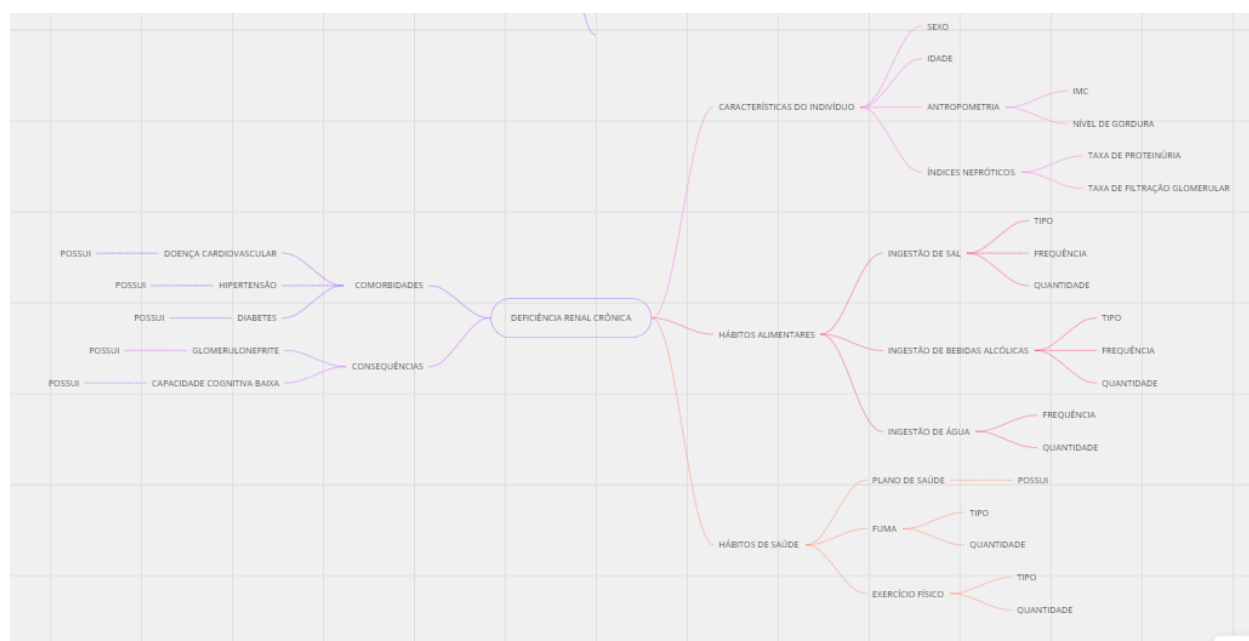 SEXO
IDADE
CARACTERÍSTICAS DO INDIVÍDUO
ANTROPOMETRIA
IMC
NÍVEL DE GORDURA
ÍNDICES NEFRÓTICOS
TAXA DE PROTEINÚRIA
TAXA DE FILTRAÇÃO GLOMERULAR
POSSUI
DOENÇA CARDIOVASCULAR
POSSUI
HIPERTENSÃO
COMORBIDADES
POSSUI
DIABETES
DEFICIÊNCIA RENAL CRÔNICA
POSSUI
GLOMERULONEFRITE
CONSEQUÊNCIAS
POSSUI
CAPACIDADE COGNITIVA BAIXA
HÁBITOS ALIMENTARES
INGESTÃO DE SAL
TIPO
FREQUÊNCIA
QUANTIDADE
INGESTÃO DE BEBIDAS ALCÓLICAS
TIPO
FREQUÊNCIA
QUANTIDADE
INGESTÃO DE ÁGUA
FREQUÊNCIA
QUANTIDADE
HÁBITOS DE SAÚDE
PLANO DE SAÚDE
POSSUI
FUMA
TIPO
QUANTIDADE
EXERCÍCIO FÍSICO
TIPO
QUANTIDADE